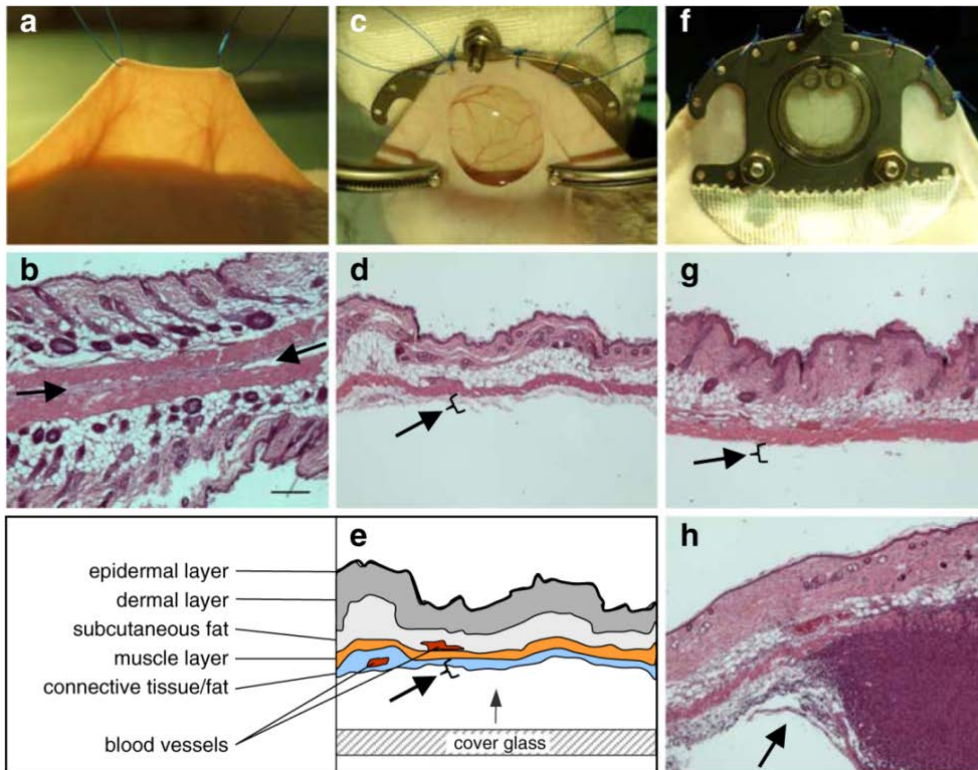 a
c
f
b
d
g
e
epidermal layer
dermal layer
subcutaneous fat
muscle layer
connective tissue/fat
blood vessels
cover glass
h